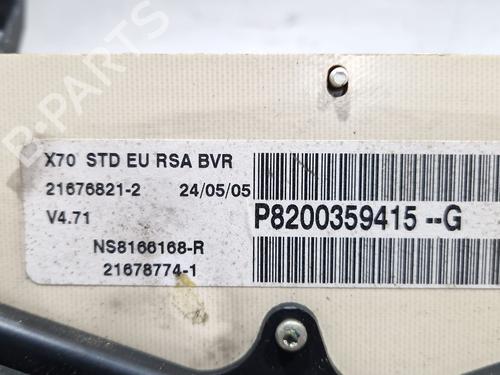 X70 STD EU RSA BVR
21676821-2 24/05/05
V4.71
P8200359415--G
NS8166168-R
21678774-1
B-PARTS